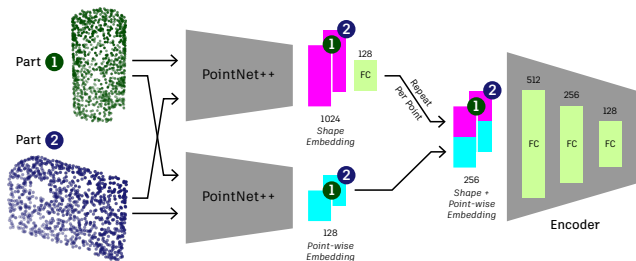 Part 1
Part 2
PointNet++
PointNet++
1 2
1024
Shape
Embedding
128
FC
Repeat
Per Point
1 2
128
Point-wise
Embedding
1 2
256
Shape +
Point-wise
Embedding
512
FC
256
FC
128
FC
Encoder